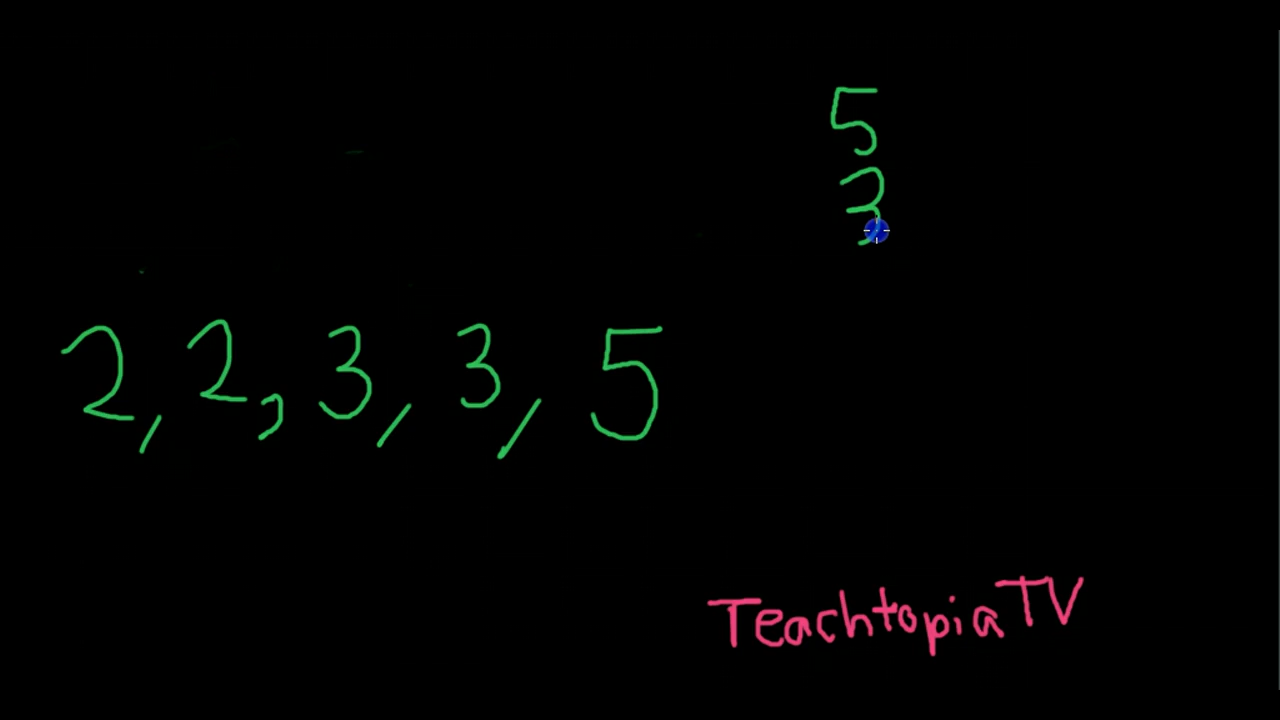 5
3
2, 2, 3, 3, 5
TeachtopiaTV